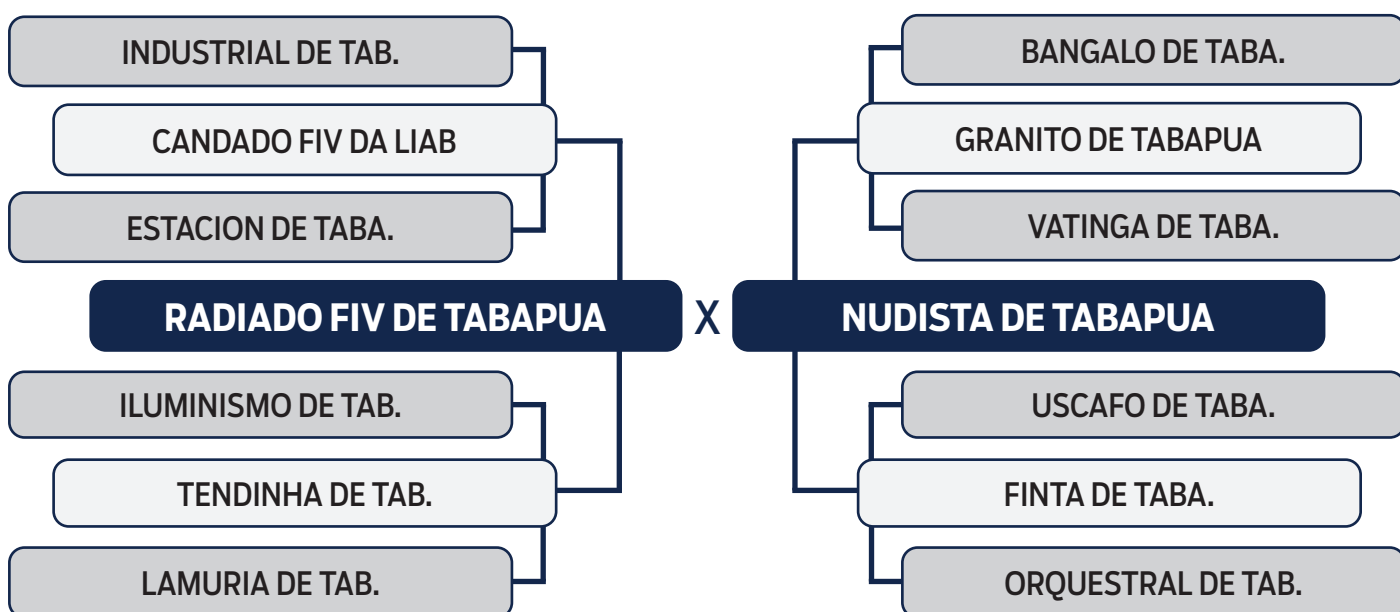 INDUSTRIAL DE TAB.
CANDADO FIV DA LIAB
ESTACION DE TABA.
RADIADO FIV DE TABAPUA
ILUMINISMO DE TAB.
TENDINHA DE TAB.
LAMURIA DE TAB.
X
BANGALO DE TABA.
GRANITO DE TABAPUA
VATINGA DE TABA.
NUDISTA DE TABAPUA
USCAFO DE TABA.
FINTA DE TABA.
ORQUESTRAL DE TAB.